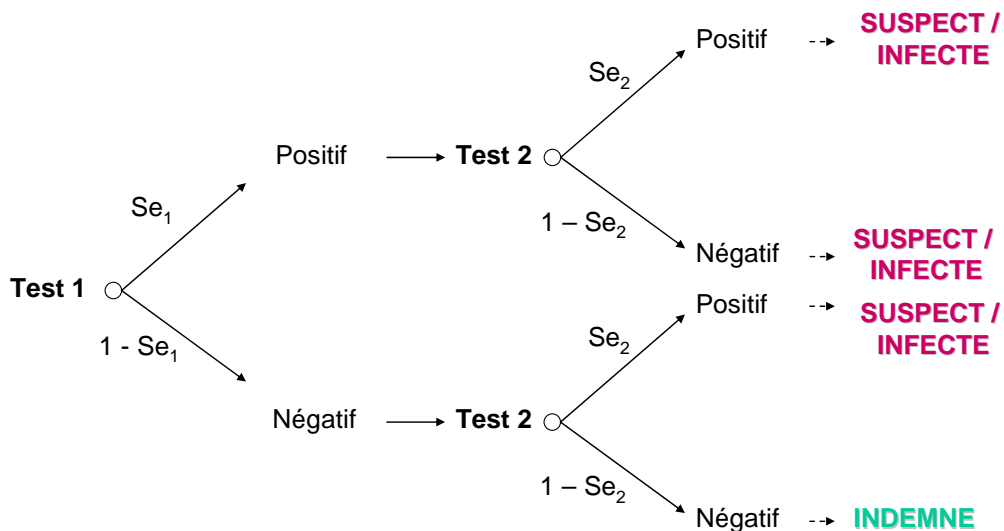 Positif
SUSPECT /
INFECTE
Se₂
Positif
Test 2
Se₁
1 – Se₂
Négatif
SUSPECT /
INFECTE
Test 1
Positif
SUSPECT /
INFECTE
1 - Se₁
Se₂
Négatif
Test 2
1 – Se₂
Négatif
INDEMNE